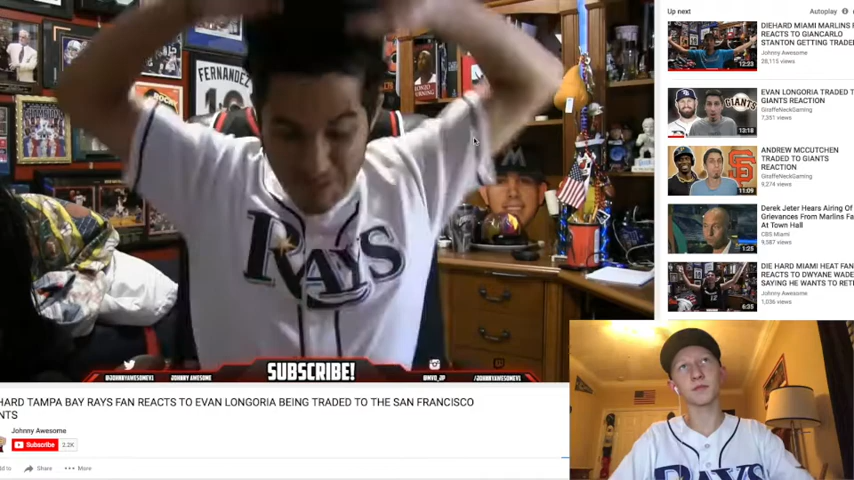 FERNANDEZ
RAYS
SUBSCRIBE!
@JOHNNYAWESOMEYT
JOHNNY AWESOME
/JOHNNYAWESOME
HARD TAMPA BAY RAYS FAN REACTS TO EVAN LONGORIA BEING TRADED TO THE SAN FRANCISCO
NTS
Johnny Awesome
Subscribe 2.2K
Share
More
Up next
Autoplay
DIEHARD MIAMI MARLINS F
REACTS TO GIANCARLO
STANTON GETTING TRADE
Johnny Awesome
28,115 views
12:23
EVAN LONGORIA TRADED T
GIANTS REACTION
GiraffeNeckGaming
7,351 views
GIANTS
13:18
ANDREW MCCUTCHEN
TRADED TO GIANTS
REACTION
GiraffeNeckGaming
9,274 views
11:09
Derek Jeter Hears Airing Of
Grievances From Marlins Fa
At Town Hall
CBS Miami
9,587 views
1:25
DIE HARD MIAMI HEAT FAN
REACTS TO DWYANE WADE
SAYING HE WANTS TO RETI
Johnny Awesome
1,036 views
6:35
RAYS